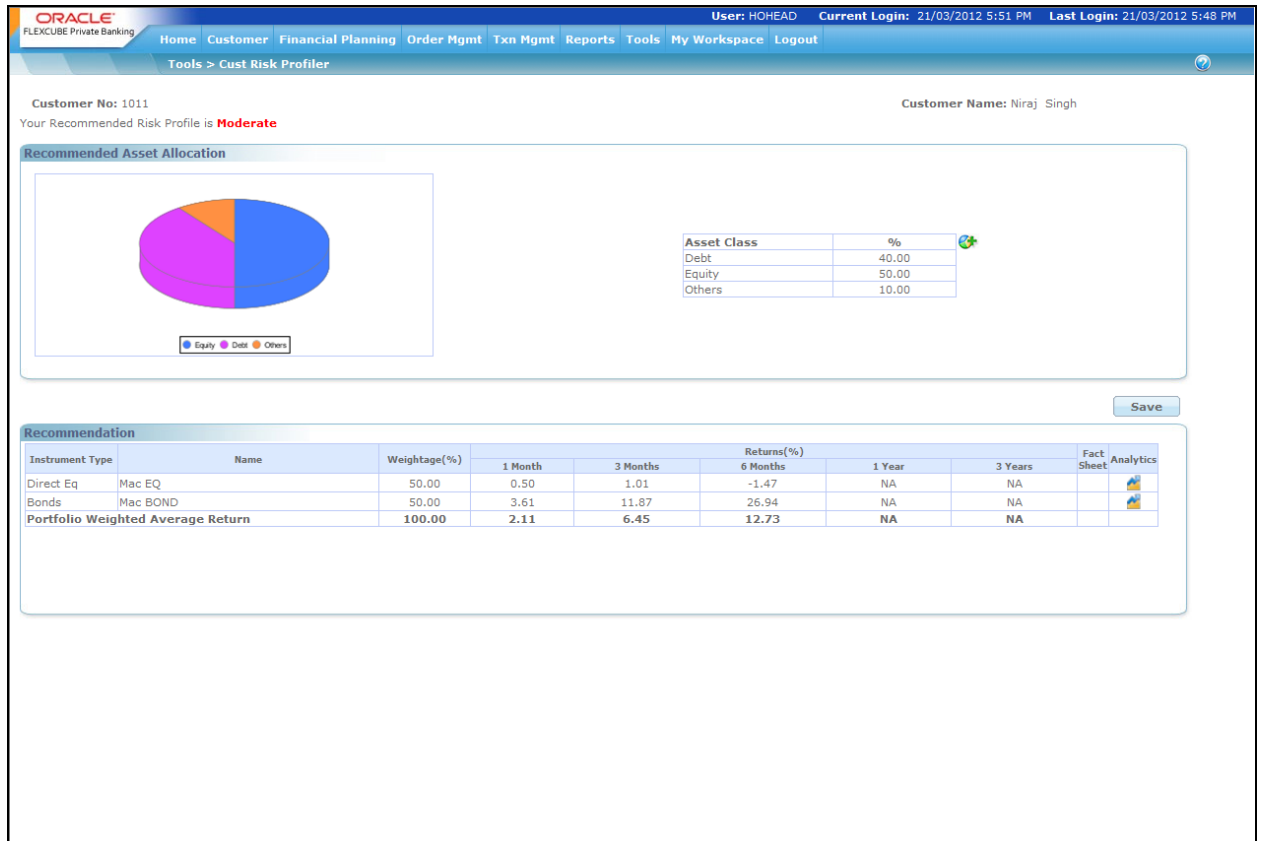 ORACLE
FLEXCUBE Private Banking
User: HOHEAD Current Login: 21/03/2012 5:51 PM Last Login: 21/03/2012 5:48 PM
Home Customer Financial Planning Order Mgmt Txn Mgmt Reports Tools My Workspace Logout
Tools > Cust Risk Profiler
Customer No: 1011 Customer Name: Niraj Singh
Your Recommended Risk Profile is Moderate
Recommended Asset Allocation
Asset Class %
Debt 40.00
Equity 50.00
Others 10.00
Equity Debt Others
Save
Recommendation
Instrument Type Name Weightage(%) Returns(%) Fact Sheet Analytics
1 Month 3 Months 6 Months 1 Year 3 Years
Direct Eq Mac EQ 50.00 0.50 1.01 -1.47 NA NA
Bonds Mac BOND 50.00 3.61 11.87 26.94 NA NA
Portfolio Weighted Average Return 100.00 2.11 6.45 12.73 NA NA